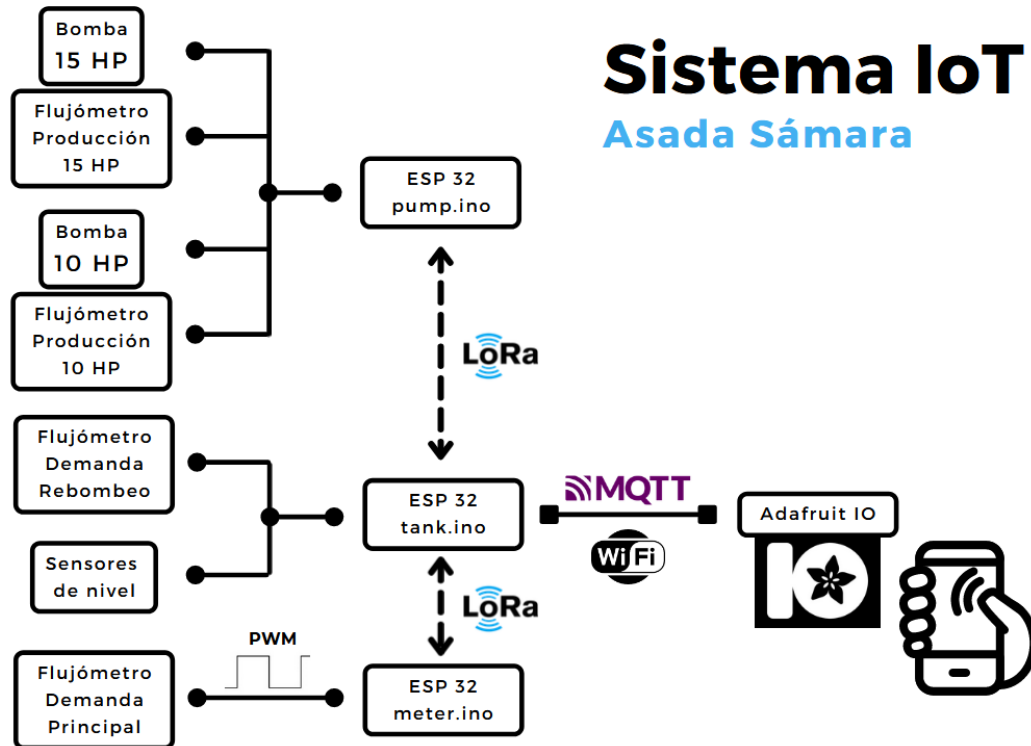 Sistema IoT
Asada Sámara
Bomba
15 HP
Flujómetro
Producción
15 HP
Bomba
10 HP
Flujómetro
Producción
10 HP
ESP 32
pump.ino
LoRa
Flujómetro
Demanda
Rebombeo
Sensores
de nivel
ESP 32
tank.ino
MQTT
WiFi
Adafruit IO
LoRa
PWM
Flujómetro
Demanda
Principal
ESP 32
meter.ino